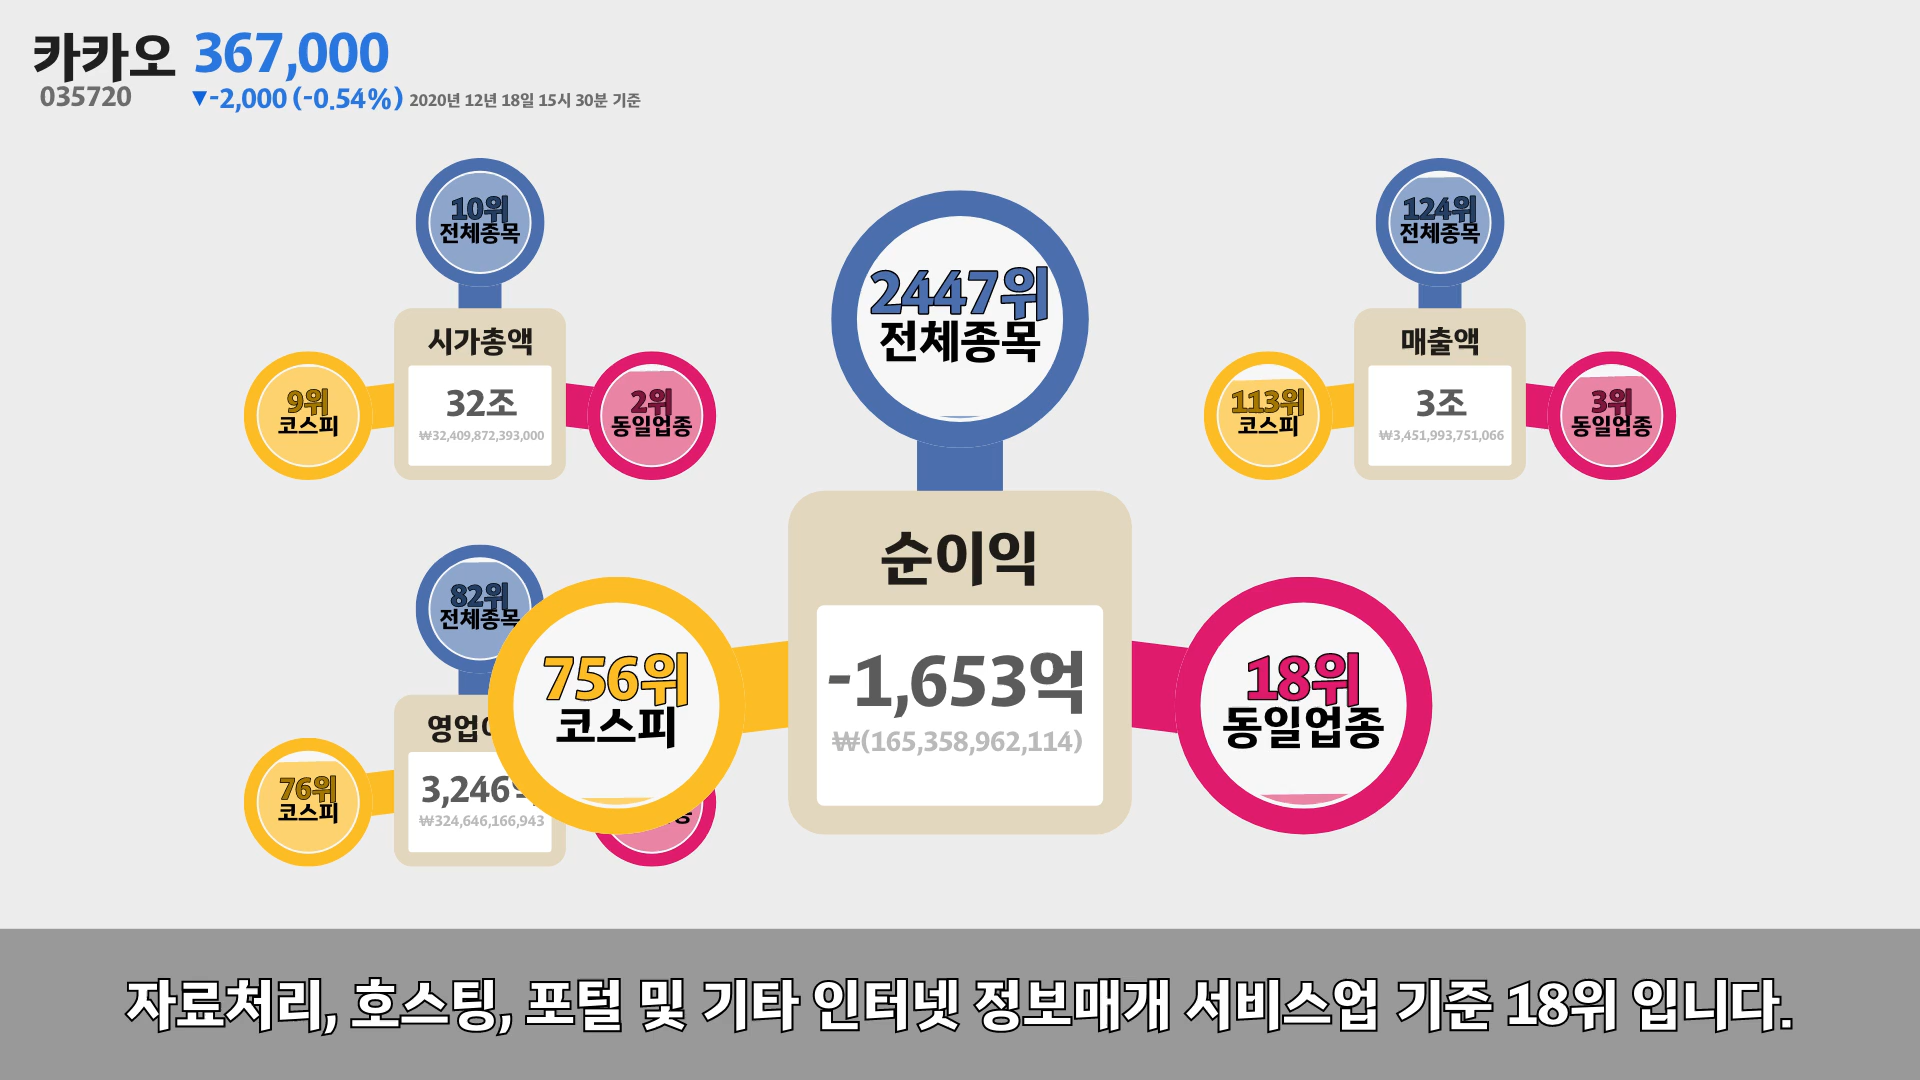 카카오 367,000
035720 ▼-2,000 (-0.54%) 2020년 12년 18일 15시 30분 기준
10위
전체종목
시가총액
9위
코스피
32조
₩32,409,872,393,000
2위
동일업종
2447위
전체종목
124위
전체종목
매출액
113위
코스피
3조
₩3,451,993,751,066
3위
동일업종
82위
전체종목
영업
76위
코스피
3,246
₩324,646,166,943
순이익
756위
코스피
-1,653억
₩(165,358,962,114)
18위
동일업종
자료처리, 호스팅, 포털 및 기타 인터넷 정보매개 서비스업 기준 18위 입니다.